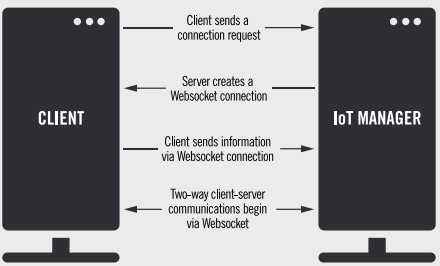 Client sends a
connection request
Server creates a
Websocket connection
CLIENT
IoT MANAGER
Client sends information
via Websocket connection
Two-way client-server
communications begin
via Websocket